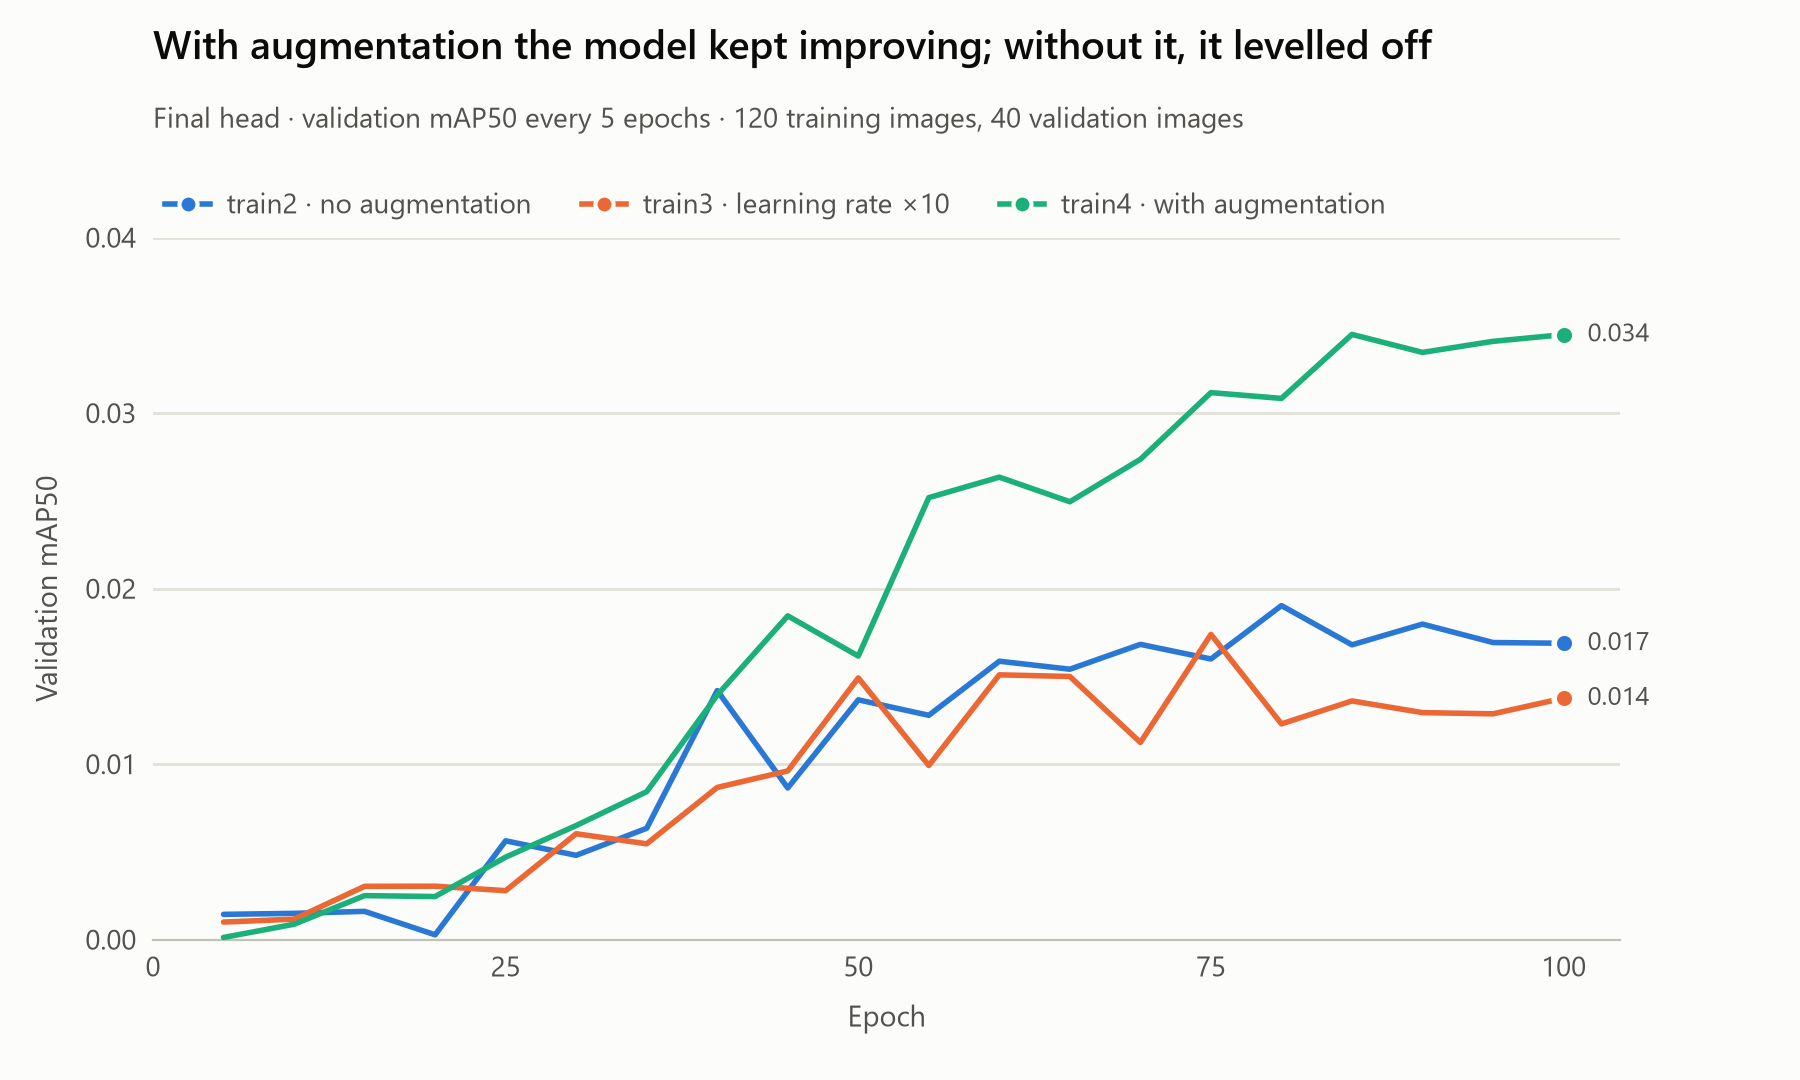 With augmentation the model kept improving; without it, it levelled off
Final head · validation mAP50 every 5 epochs · 120 training images, 40 validation images
train2 · no augmentation
train3 · learning rate ×10
train4 · with augmentation
0.04
0.03
0.02
0.01
0.00
Validation mAP50
0.034
0.017
0.014
0
25
50
75
100
Epoch